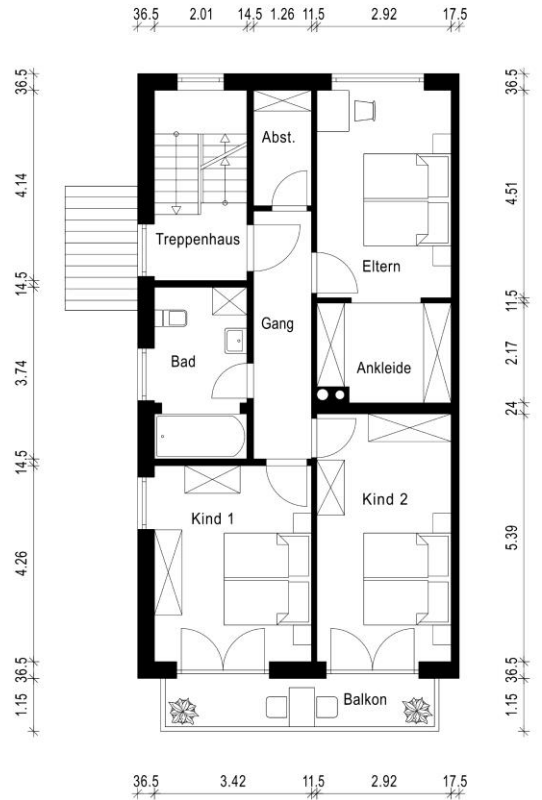 36.5 2.01 14.5 1.26 11.5 2.92 17.5
36.5
4.14
14.5
3.74
14.5
4.26
36.5
1.15
Abst.
Treppenhaus
Eltern
Gang
Bad
Ankleide
Kind 1
Kind 2
Balkon
36.5
4.51
11.5
2.17
24
5.39
36.5
1.15
36.5 3.42 11.5 2.92 17.5